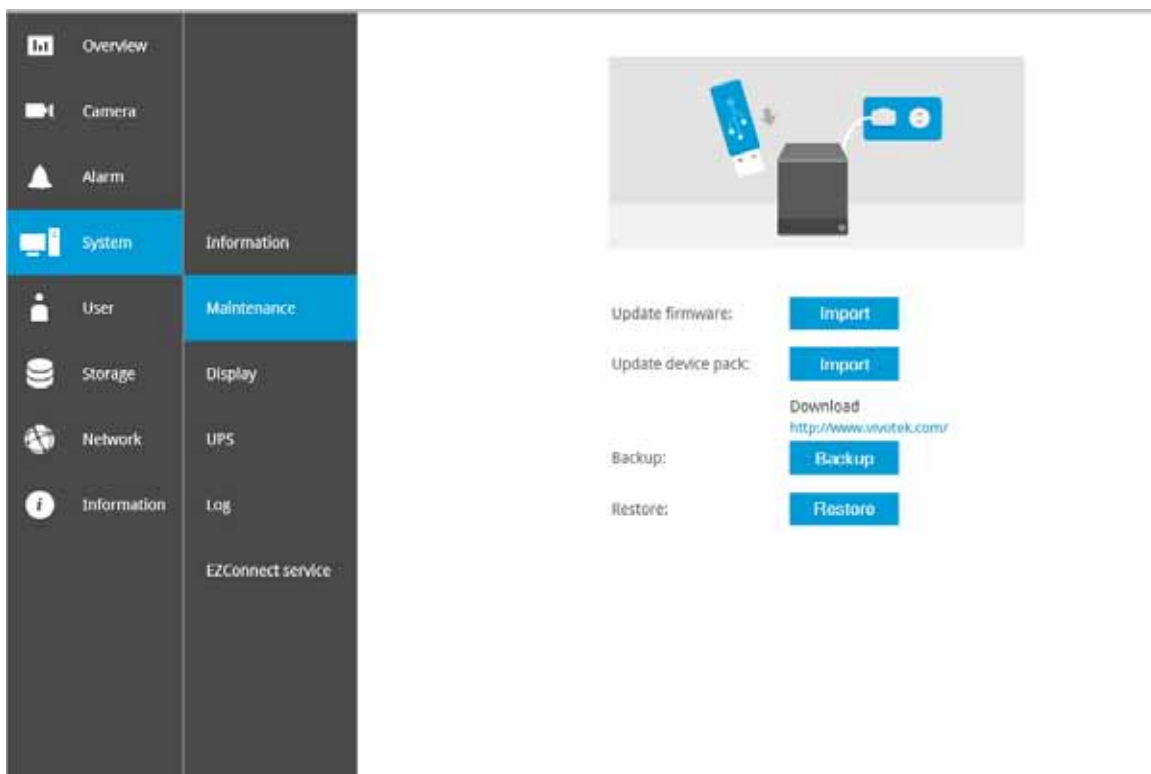 Overview
Camera
Alarm
System
User
Storage
Network
Information
Information
Maintenance
Display
UPS
Log
EZConnect service
Update firmware: Import
Update device pack: Import
Download
http://www.vivotek.com/
Backup: Backup
Restore: Restore